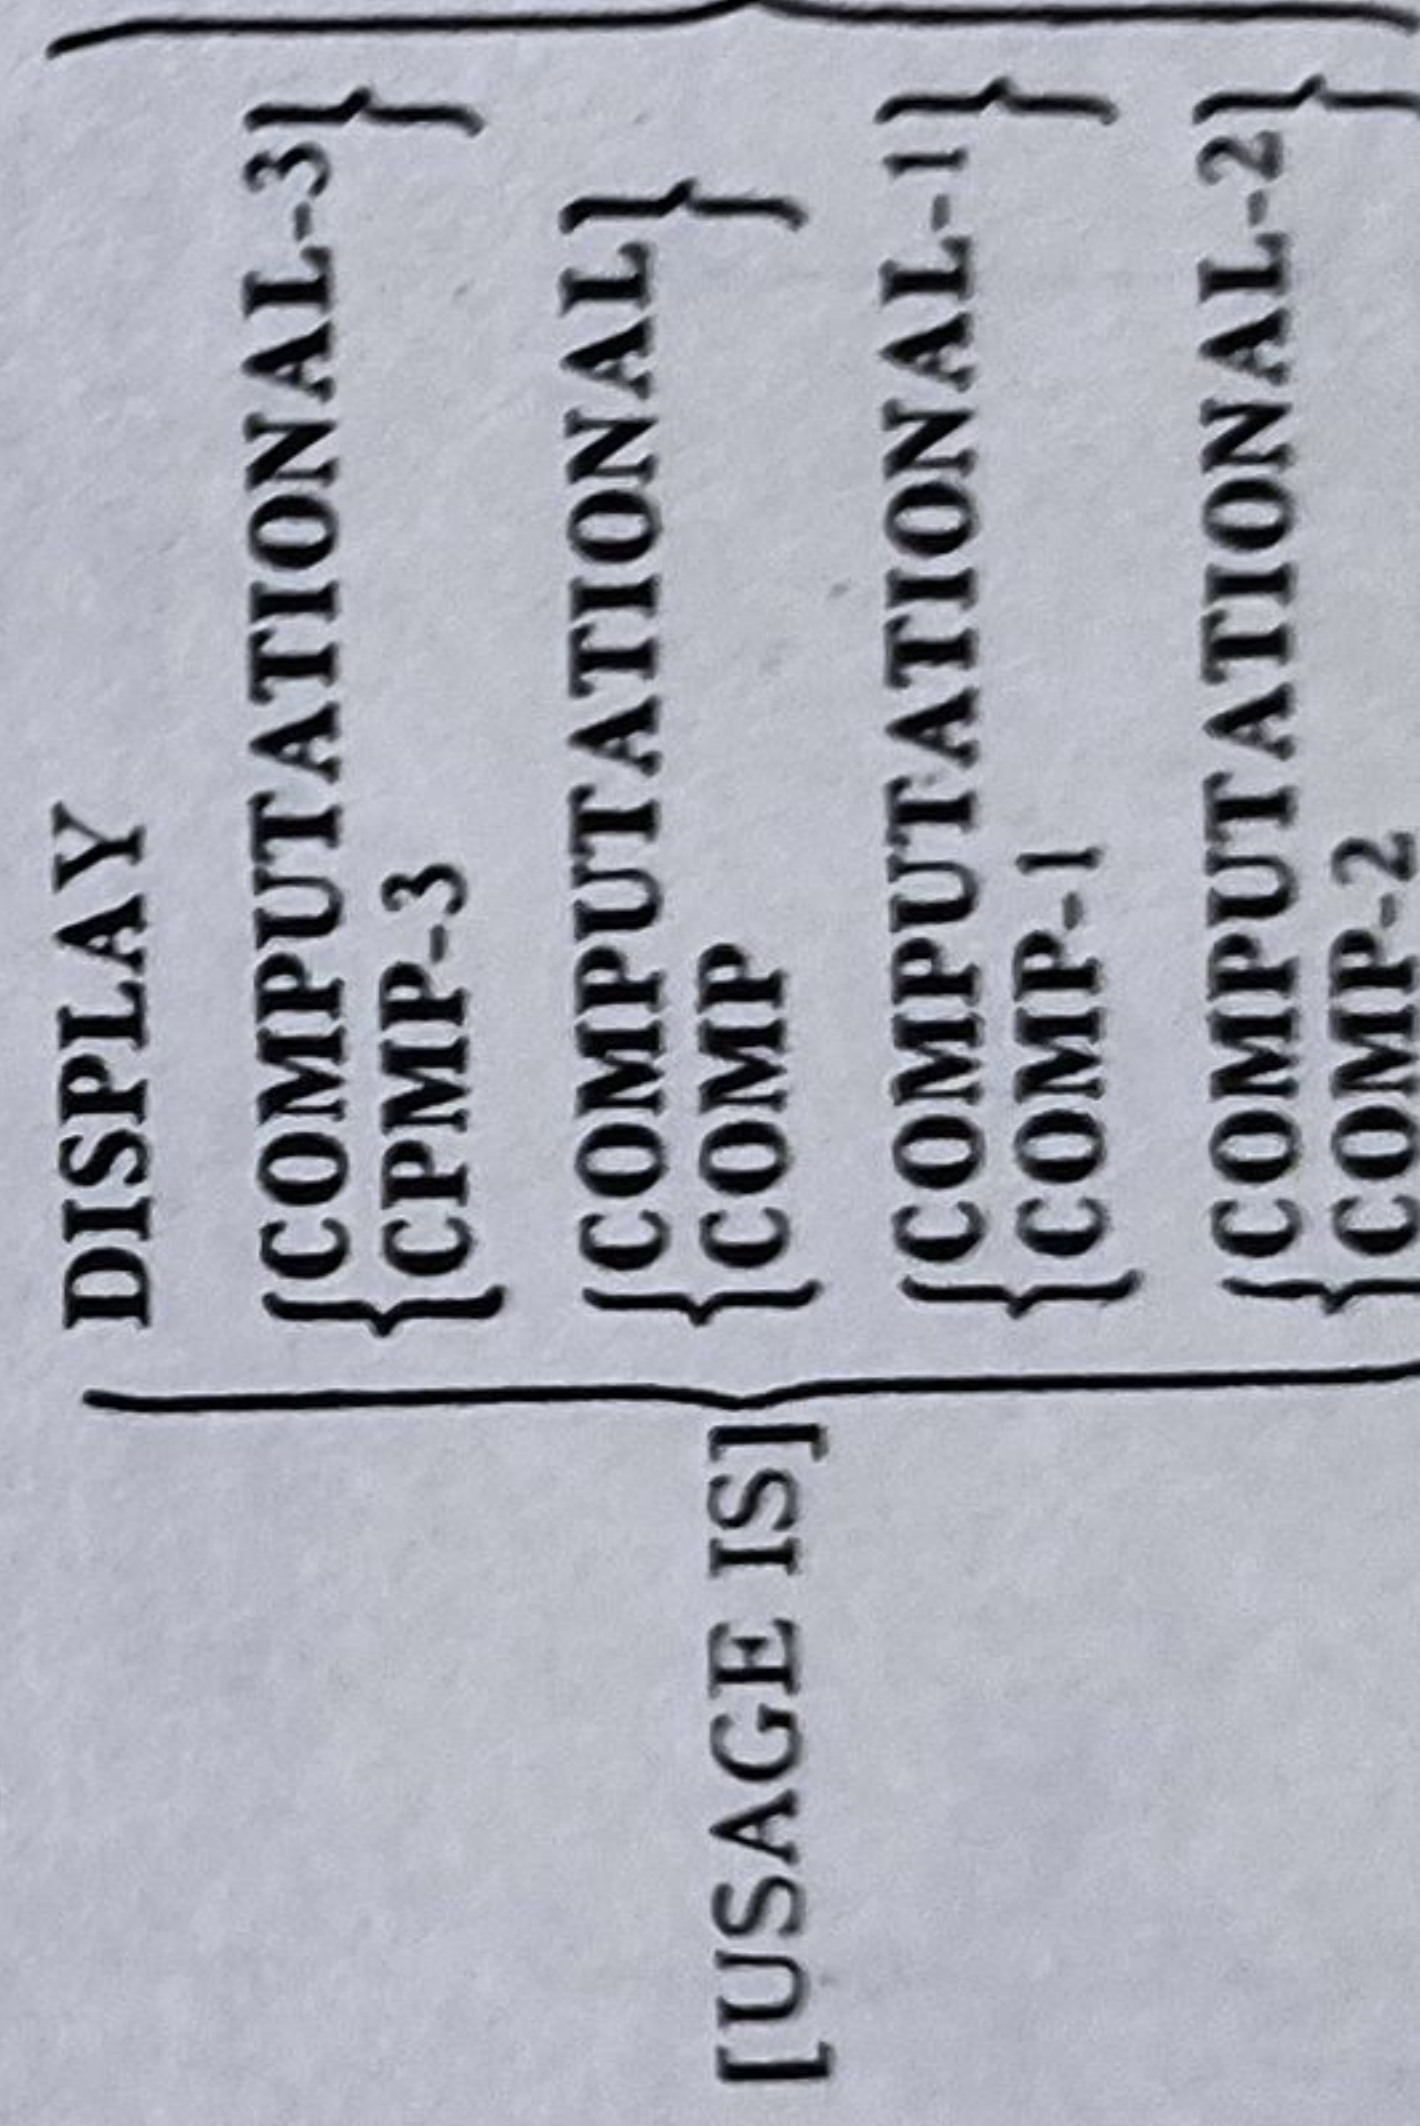 DISPLAY
{COMPUTATIONAL-3}
{CPMP-3}
{COMPUTATIONAL}
{COMP}
[USAGE IS]
{COMPUTATIONAL-1}
{COMP-1}
{COMPUTATIONAL-2}
{COMP-2}